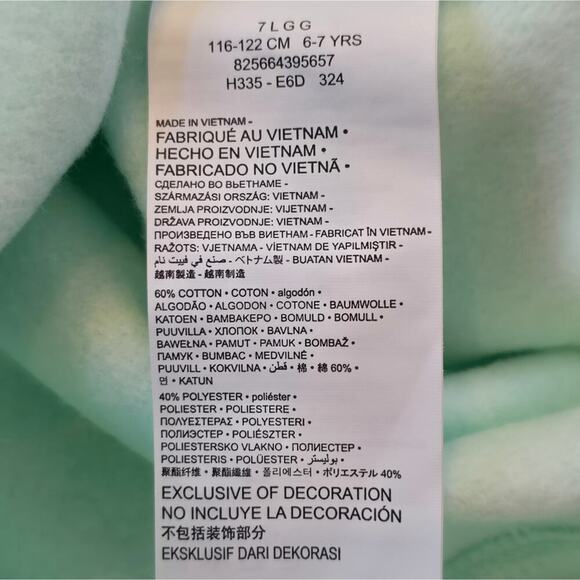 7 L G G
116-122 CM 6-7 YRS
825664395657
H335 - E6D 324
MADE IN VIETNAM -
FABRIQUÉ AU VIETNAM •
HECHO EN VIETNAM •
FABRICADO NO VIETNÃ •
СДЕЛАНО ВО ВЬЕТНАМЕ -
SZÁRMAZÁSI ORSZÁG: VIETNAM -
ZEMLJA PROIZVODNJE: VIJETNAM -
DRŽAVA PROIZVODNJE: VIETNAM -
ПРОИЗВЕДЕНО ВЪВ ВИЕТНАМ - FABRICAT ÎN VIETNAM -
RAŽOTS: VJETNAMA - VİETNAM DE YAPILMIŞTIR -
صنع في فييت نام - ベトナム製 - BUATAN VIETNAM -
越南製造 - 越南制造
60% COTTON • COTON • algodón •
ALGODÃO • ALGODON • COTONE • BAUMWOLLE •
KATOEN • ΒΑΜΒΑΚΕΡΟ • BOMULD • BOMULL •
PUUVILLA • ХЛОПОК • BAVLNA •
BAWEŁNA • PAMUT • PAMUK • BOMBAŽ •
ПАМУК • BUMBAC • MEDVILNĖ •
PUUVILL • KOKVILNA • قطن • 棉 • 綿 60% •
면 • KATUN
40% POLYESTER • poliéster •
POLIESTER • POLIESTERE •
ΠΟΛΥΕΣΤΕΡΑΣ • POLYESTERI •
ПОЛИЭСТЕР • POLIÉSZTER •
POLIESTERSKO VLAKNO • ПОЛИЕСТЕР •
POLIESTERIS • POLÜESTER • بوليستر •
聚酯纤维 • 聚酯纖維 • 폴리에스터 • ポリエステル 40%
EXCLUSIVE OF DECORATION
NO INCLUYE LA DECORACIÓN
不包括装饰部分
EKSKLUSIF DARI DEKORASI